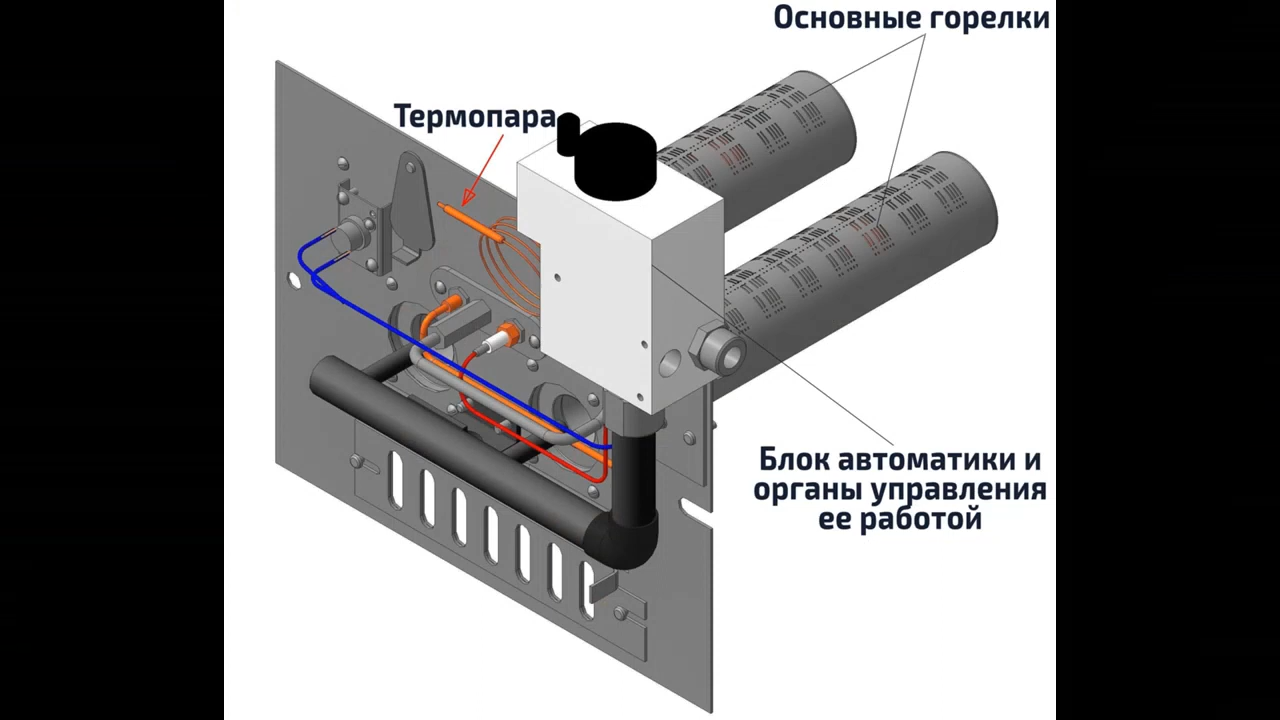 Основные горелки
Термопара
Блок автоматики и
органы управления
ее работой